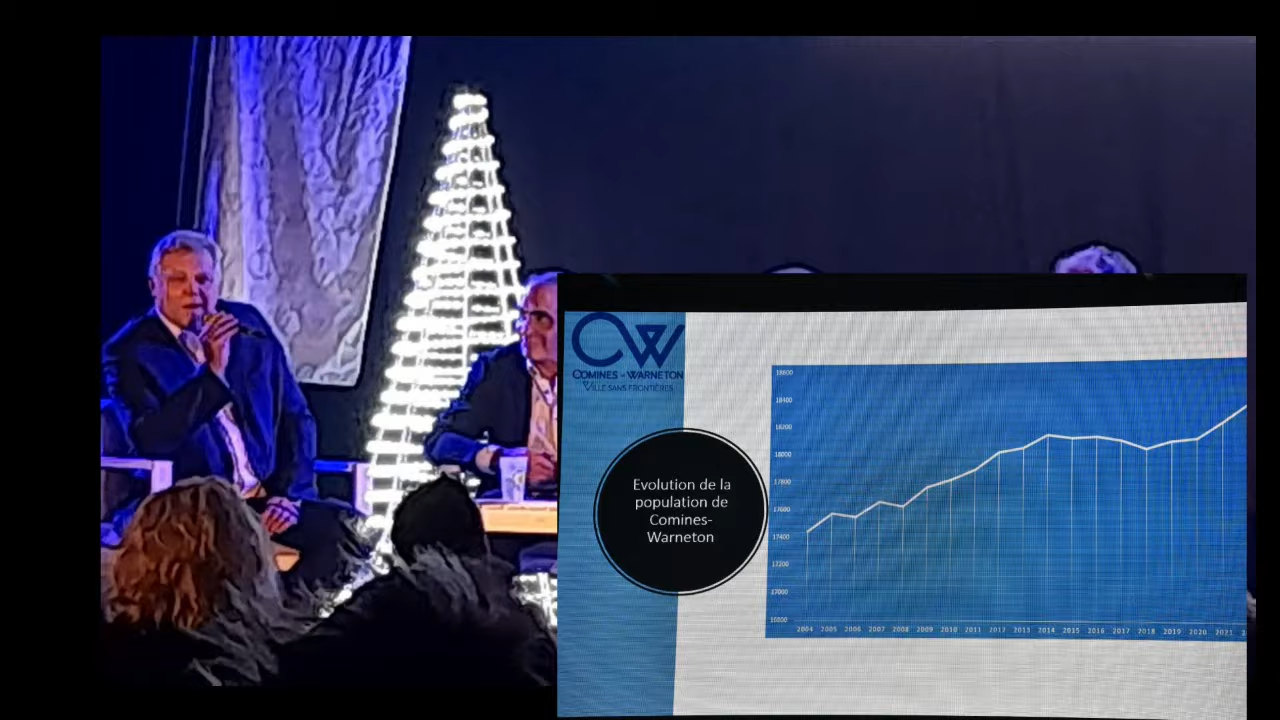 CW
COMINES - WARNETON
VILLE SANS FRONTIÈRES
Evolution de la
population de
Comines-
Warneton
18600
18400
18200
18000
17800
17600
17400
17200
17000
16800
2004 2005 2006 2007 2008 2009 2010 2011 2012 2013 2014 2015 2016 2017 2018 2019 2020 2021